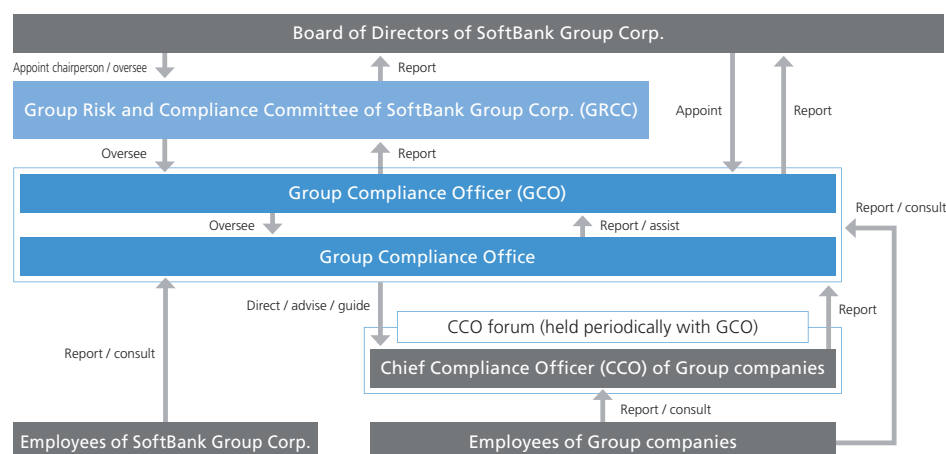 Board of Directors of SoftBank Group Corp.
Appoint chairperson / oversee
Report
Group Risk and Compliance Committee of SoftBank Group Corp. (GRCC)
Appoint
Report
Oversee
Report
Group Compliance Officer (GCO)
Report / consult
Oversee
Report / assist
Group Compliance Office
Direct / advise / guide
Report
CCO forum (held periodically with GCO)
Report / consult
Chief Compliance Officer (CCO) of Group companies
Report / consult
Employees of SoftBank Group Corp.
Employees of Group companies